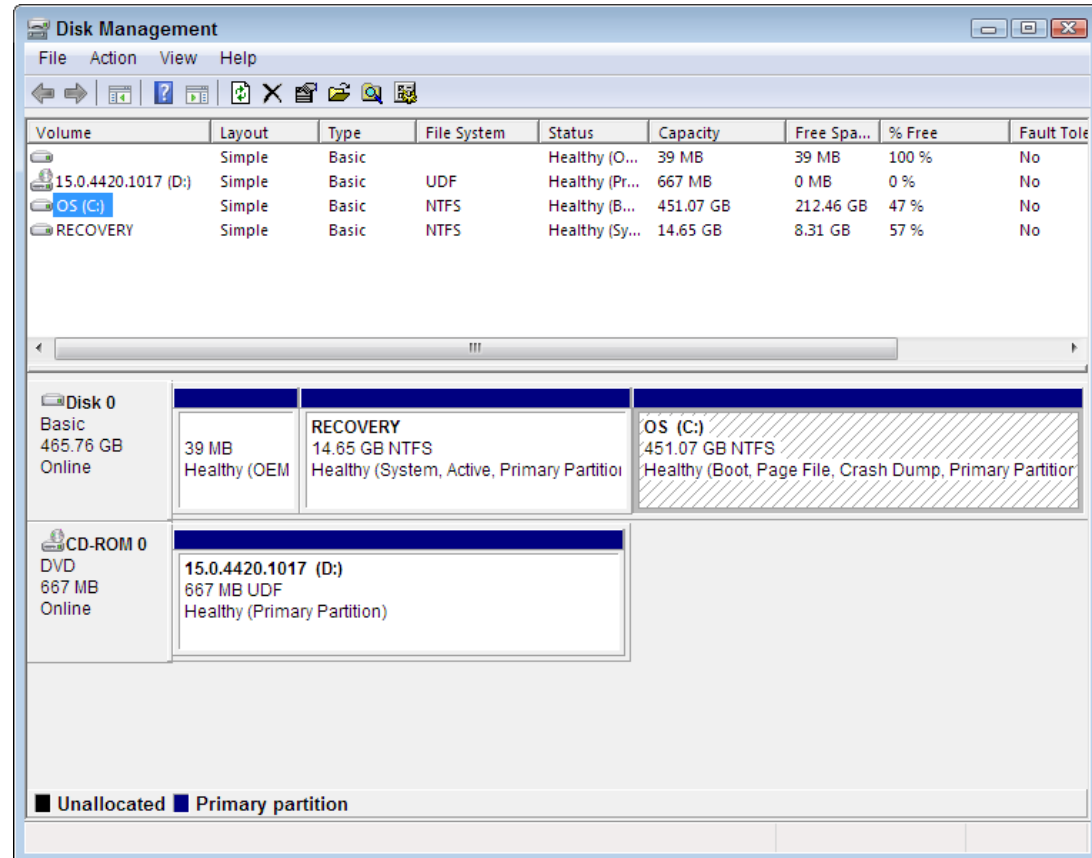 Disk Management
File Action View Help
Volume Layout Type File System Status Capacity Free Spa... % Free Fault Tole
Simple Basic Healthy (O... 39 MB 39 MB 100 % No
15.0.4420.1017 (D:) Simple Basic UDF Healthy (Pr... 667 MB 0 MB 0 % No
OS (C:) Simple Basic NTFS Healthy (B... 451.07 GB 212.46 GB 47 % No
RECOVERY Simple Basic NTFS Healthy (Sy... 14.65 GB 8.31 GB 57 % No
Disk 0
Basic
465.76 GB
Online
39 MB
Healthy (OEM
RECOVERY
14.65 GB NTFS
Healthy (System, Active, Primary Partition
OS (C:)
451.07 GB NTFS
Healthy (Boot, Page File, Crash Dump, Primary Partition
CD-ROM 0
DVD
667 MB
Online
15.0.4420.1017 (D:)
667 MB UDF
Healthy (Primary Partition)
Unallocated Primary partition